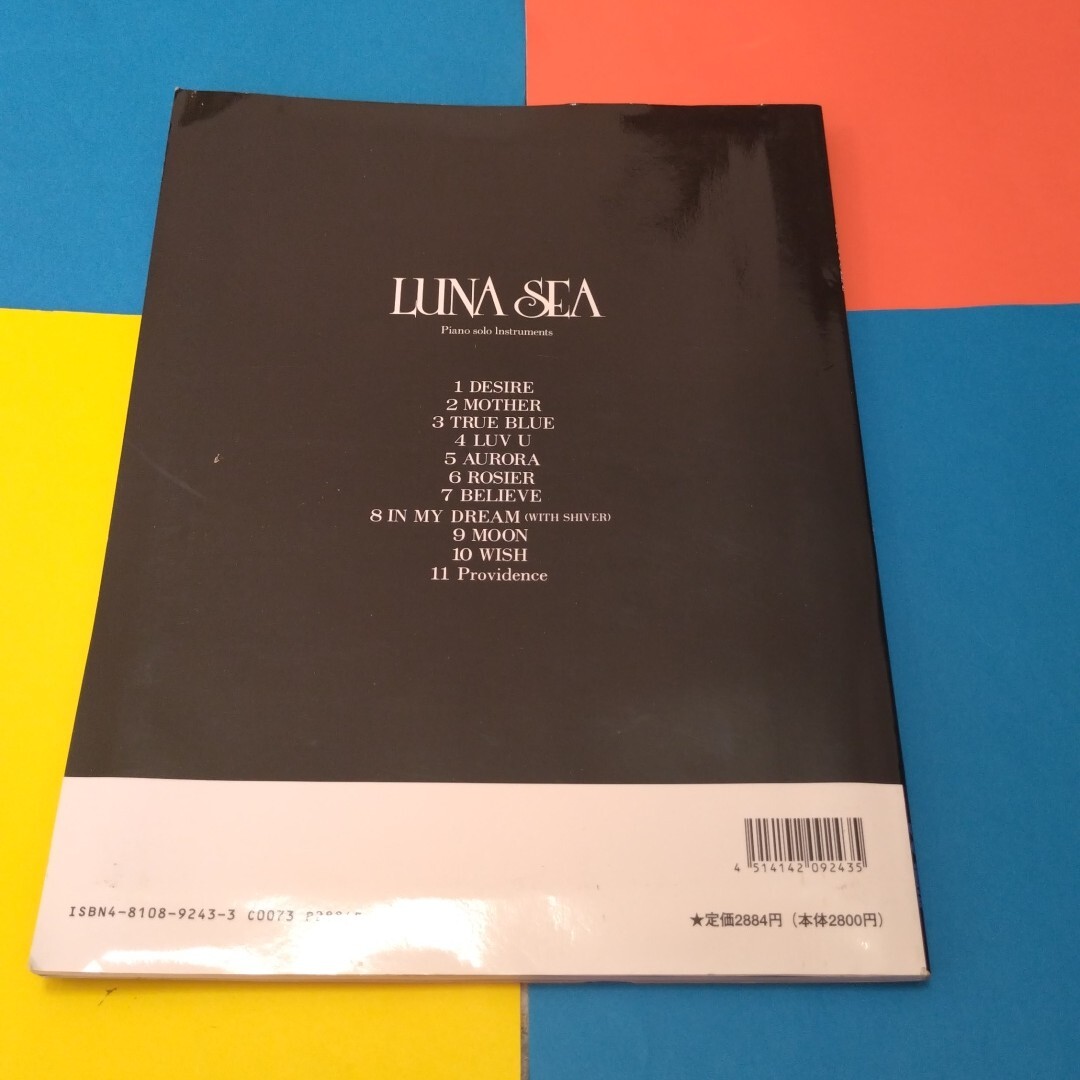 LUNA SEA
Piano solo Instruments
1 DESIRE
2 MOTHER
3 TRUE BLUE
4 LUV U
5 AURORA
6 ROSIER
7 BELIEVE
8 IN MY DREAM (WITH SHIVER)
9 MOON
10 WISH
11 Providence
4 514142 092435
ISBN4-8108-9243-3 C0073
★定価2884円（本体2800円）